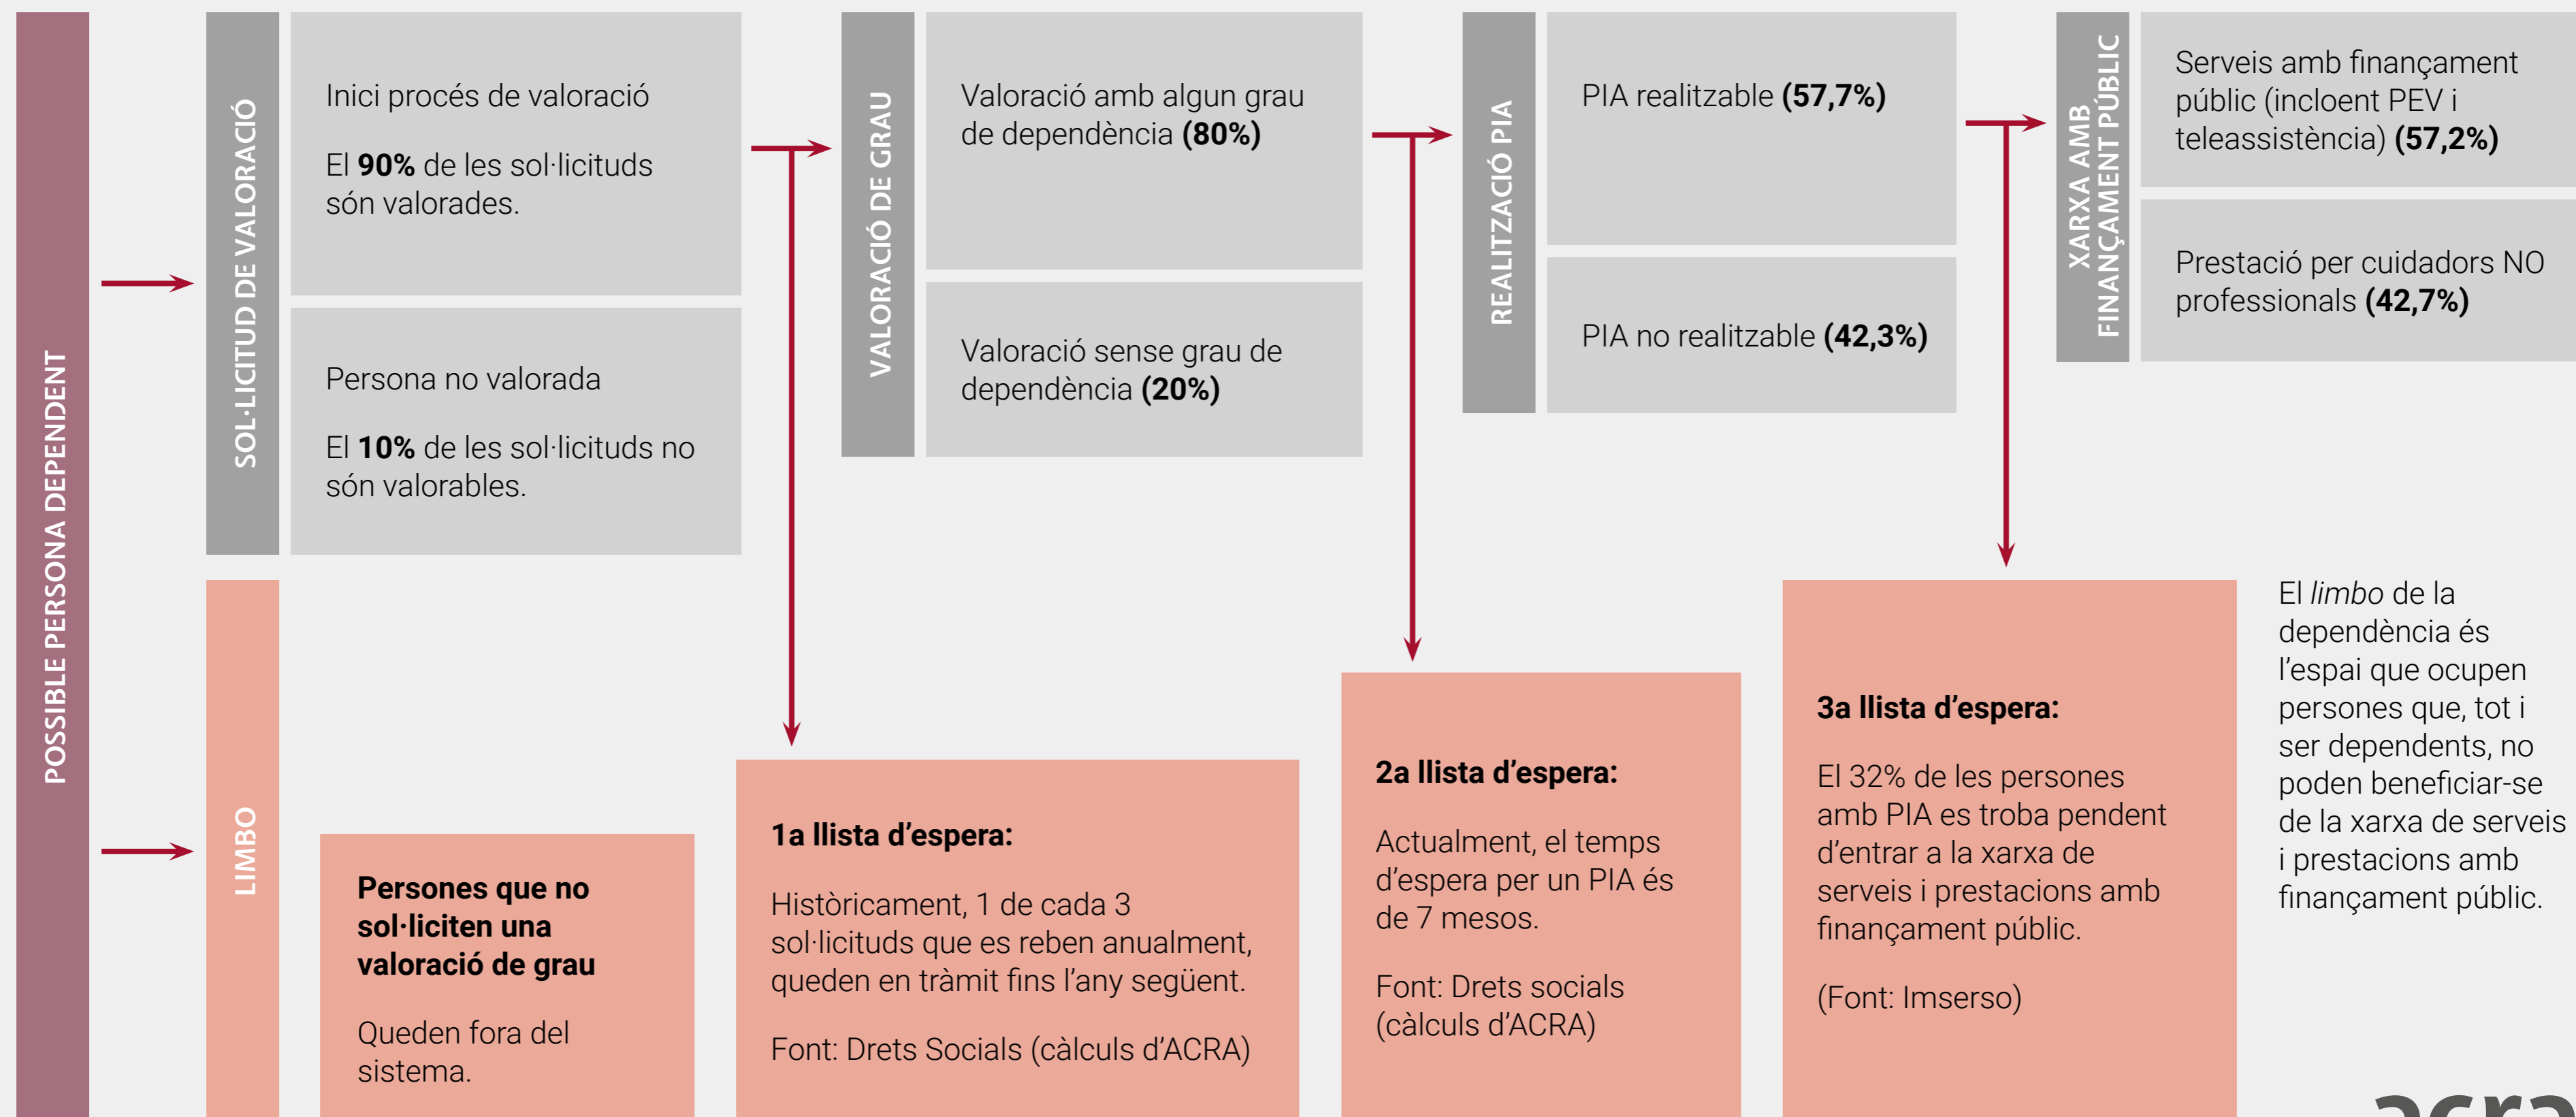 POSSIBLE PERSONA DEPENDENT
SOL·LICITUD DE VALORACIÓ
Inici procés de valoració
El 90% de les sol·licituds
són valorades.
Persona no valorada
El 10% de les sol·licituds no
són valorables.
VALORACIÓ DE GRAU
Valoració amb algun grau
de dependència (80%)
Valoració sense grau de
dependència (20%)
REALITZACIÓ PIA
PIA realitzable (57,7%)
PIA no realitzable (42,3%)
XARXA AMB
FINANÇAMENT PÚBLIC
Serveis amb finançament
públic (incloent PEV i
teleassistència) (57,2%)
Prestació per cuidadors NO
professionals (42,7%)
LIMBO
Persones que no
sol·liciten una
valoració de grau
Queden fora del
sistema.
1a llista d’espera:
Històricament, 1 de cada 3
sol·licituds que es reben anualment,
queden en tràmit fins l’any següent.
Font: Drets Socials (càlculs d’ACRA)
2a llista d’espera:
Actualment, el temps
d’espera per un PIA és
de 7 mesos.
Font: Drets socials
(càlculs d’ACRA)
3a llista d’espera:
El 32% de les persones
amb PIA es troba pendent
d’entrar a la xarxa de
serveis i prestacions amb
finançament públic.
(Font: Imserso)
El limbo de la
dependència és
l’espai que ocupen
persones que, tot i
ser dependents, no
poden beneficiar-se
de la xarxa de serveis
i prestacions amb
finançament públic.
acra